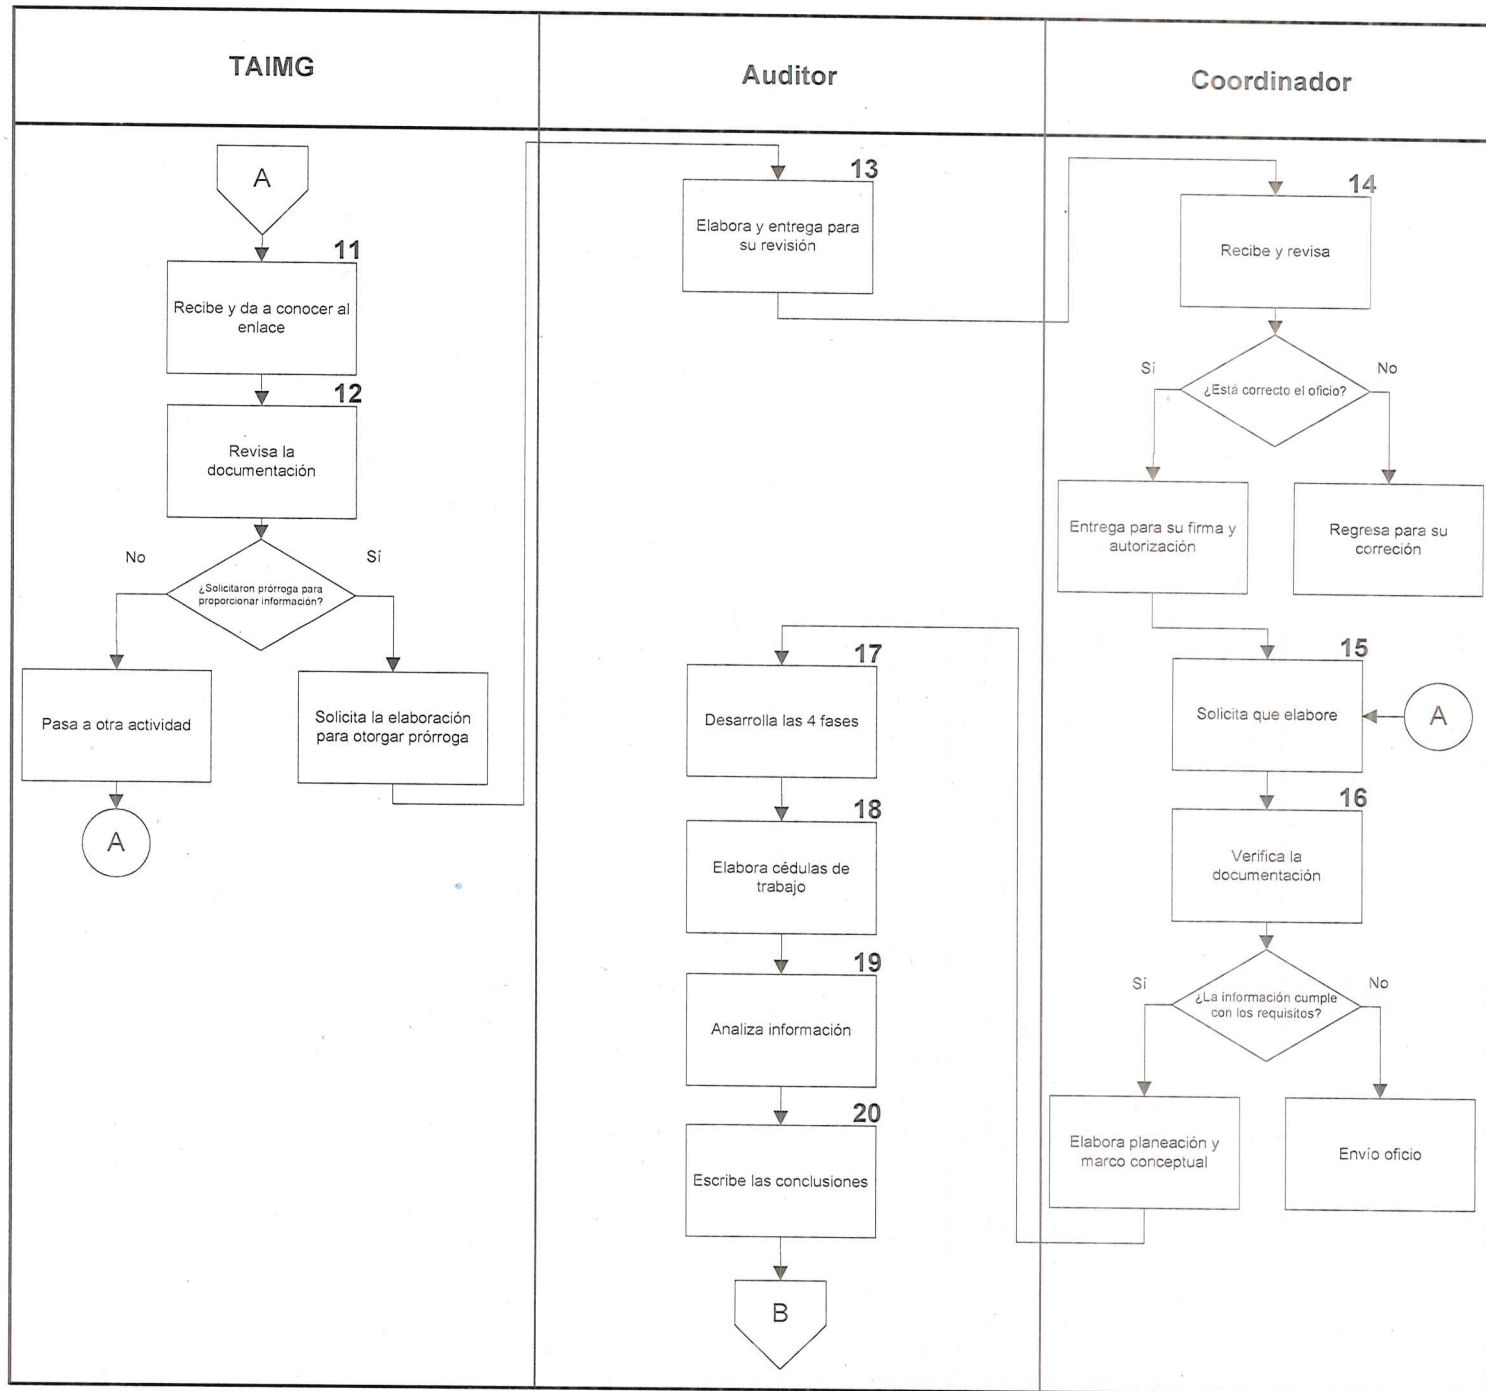 TAIMG
Auditor
Coordinador
A
11
Recibe y da a conocer al
enlace
12
Revisa la
documentación
No
Sí
¿Solicitaron prórroga para
proporcionar información?
Pasa a otra actividad
Solicita la elaboración
para otorgar prórroga
A
13
Elabora y entrega para
su revisión
14
Recibe y revisa
Sí
No
¿Está correcto el oficio?
Entrega para su firma y
autorización
Regresa para su
correción
15
Solicita que elabore
A
16
Verifica la
documentación
Sí
No
¿La información cumple
con los requisitos?
Elabora planeación y
marco conceptual
Envío oficio
17
Desarrolla las 4 fases
18
Elabora cédulas de
trabajo
19
Analiza información
20
Escribe las conclusiones
B